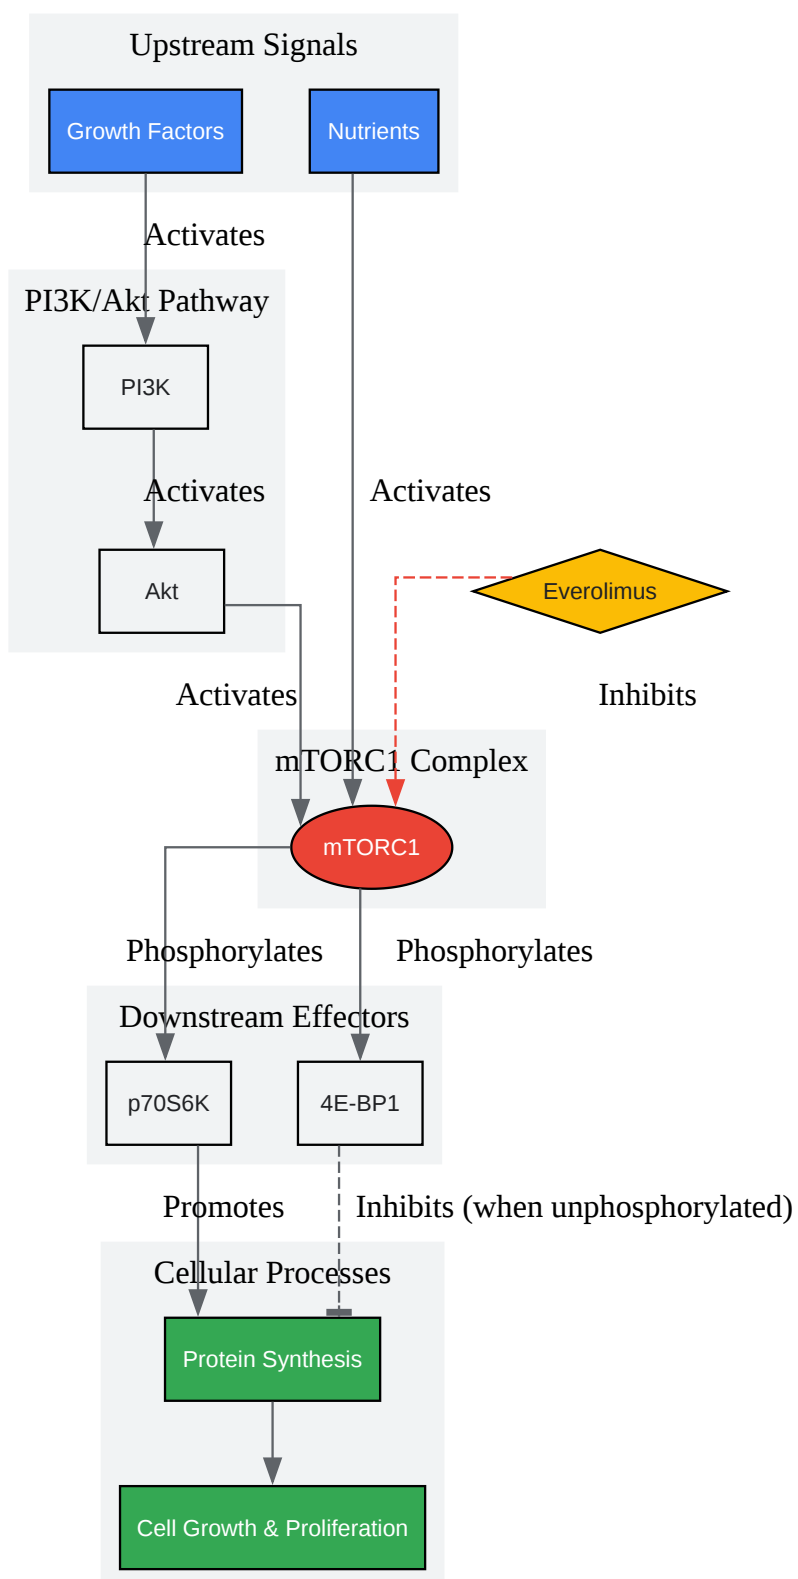 Upstream Signals
Growth Factors
Nutrients
Activates
PI3K/Akt Pathway
PI3K
Activates
Activates
Akt
Everolimus
Activates
Inhibits
mTORC1 Complex
mTORC1
Phosphorylates
Phosphorylates
Downstream Effectors
p70S6K
4E-BP1
Promotes
Inhibits (when unphosphorylated)
Cellular Processes
Protein Synthesis
Cell Growth & Proliferation